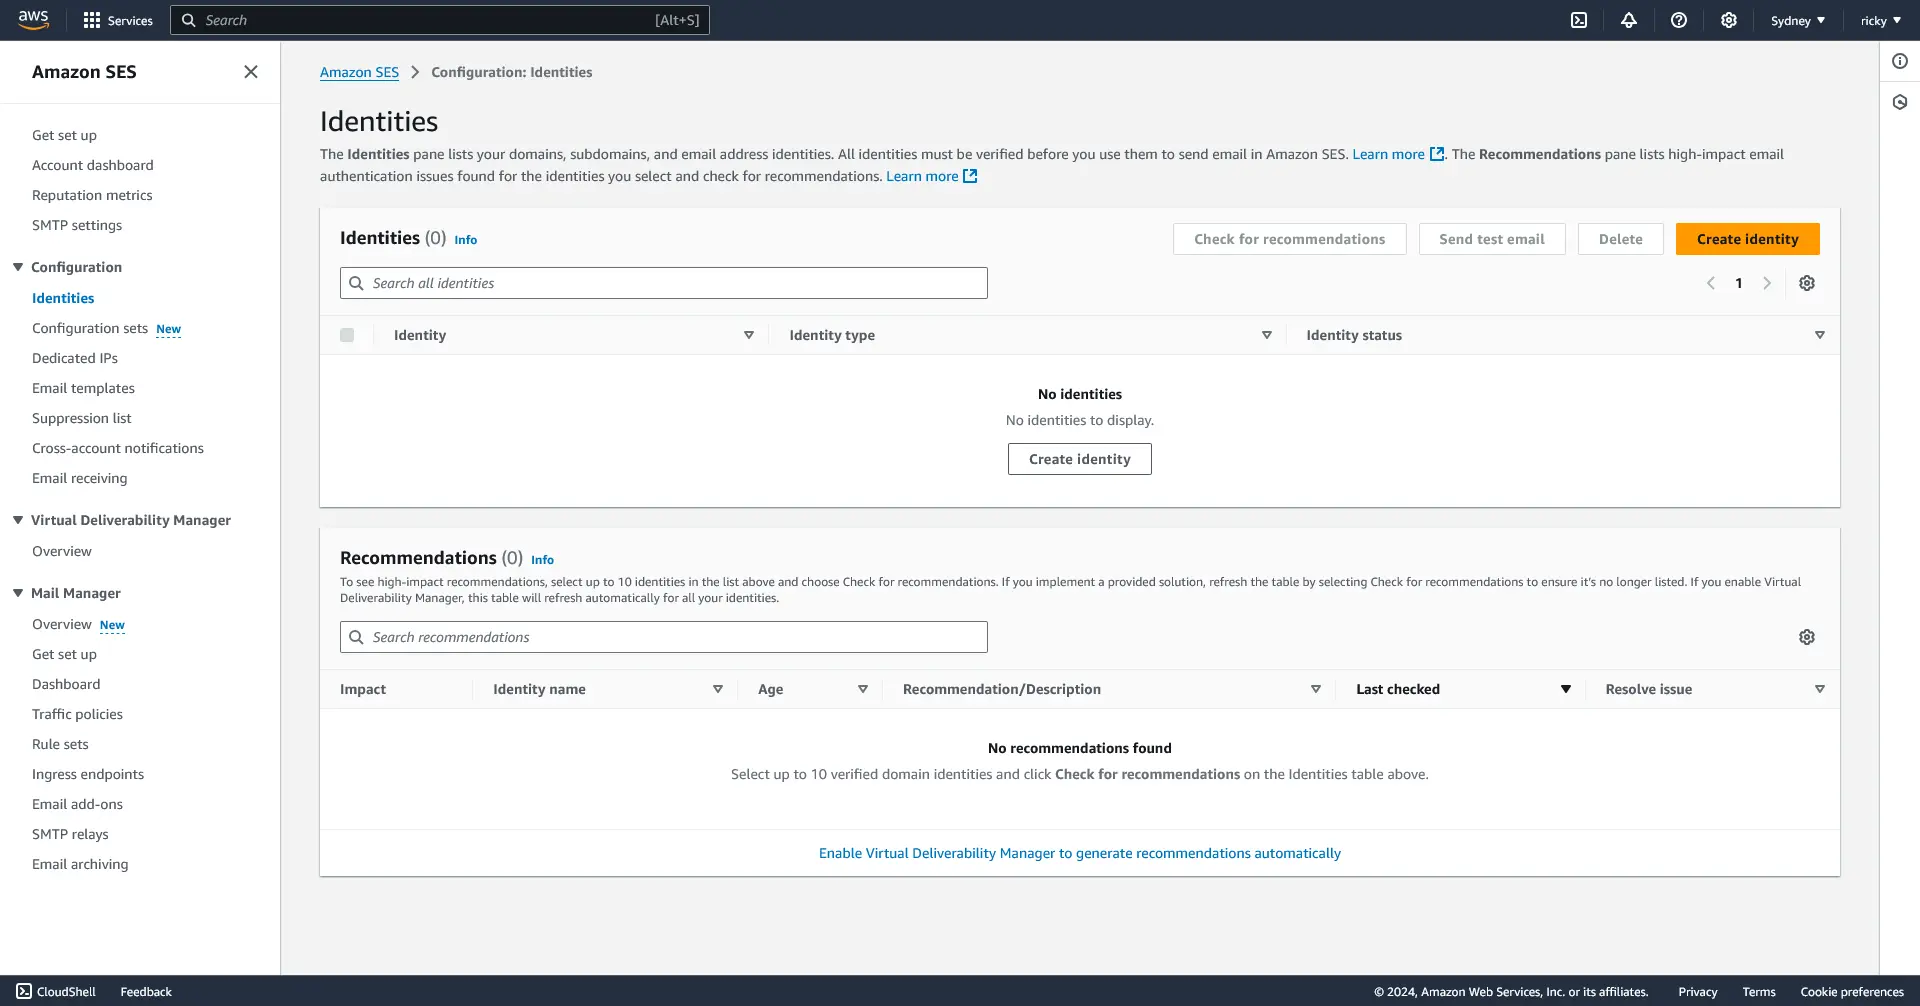 aws
Services
Search
[Alt+S]
Sydney
ricky
Amazon SES
Get set up
Account dashboard
Reputation metrics
SMTP settings
Configuration
Identities
Configuration sets New
Dedicated IPs
Email templates
Suppression list
Cross-account notifications
Email receiving
Virtual Deliverability Manager
Overview
Mail Manager
Overview New
Get set up
Dashboard
Traffic policies
Rule sets
Ingress endpoints
Email add-ons
SMTP relays
Email archiving
Amazon SES > Configuration: Identities
Identities
The Identities pane lists your domains, subdomains, and email address identities. All identities must be verified before you use them to send email in Amazon SES. Learn more. The Recommendations pane lists high-impact email
authentication issues found for the identities you select and check for recommendations. Learn more
Identities (0) Info
Check for recommendations
Send test email
Delete
Create identity
Search all identities
1
Identity
Identity type
Identity status
No identities
No identities to display.
Create identity
Recommendations (0) Info
To see high-impact recommendations, select up to 10 identities in the list above and choose Check for recommendations. If you implement a provided solution, refresh the table by selecting Check for recommendations to ensure it's no longer listed. If you enable Virtual
Deliverability Manager, this table will refresh automatically for all your identities.
Search recommendations
Impact
Identity name
Age
Recommendation/Description
Last checked
Resolve issue
No recommendations found
Select up to 10 verified domain identities and click Check for recommendations on the Identities table above.
Enable Virtual Deliverability Manager to generate recommendations automatically
CloudShell
Feedback
© 2024, Amazon Web Services, Inc. or its affiliates.
Privacy
Terms
Cookie preferences